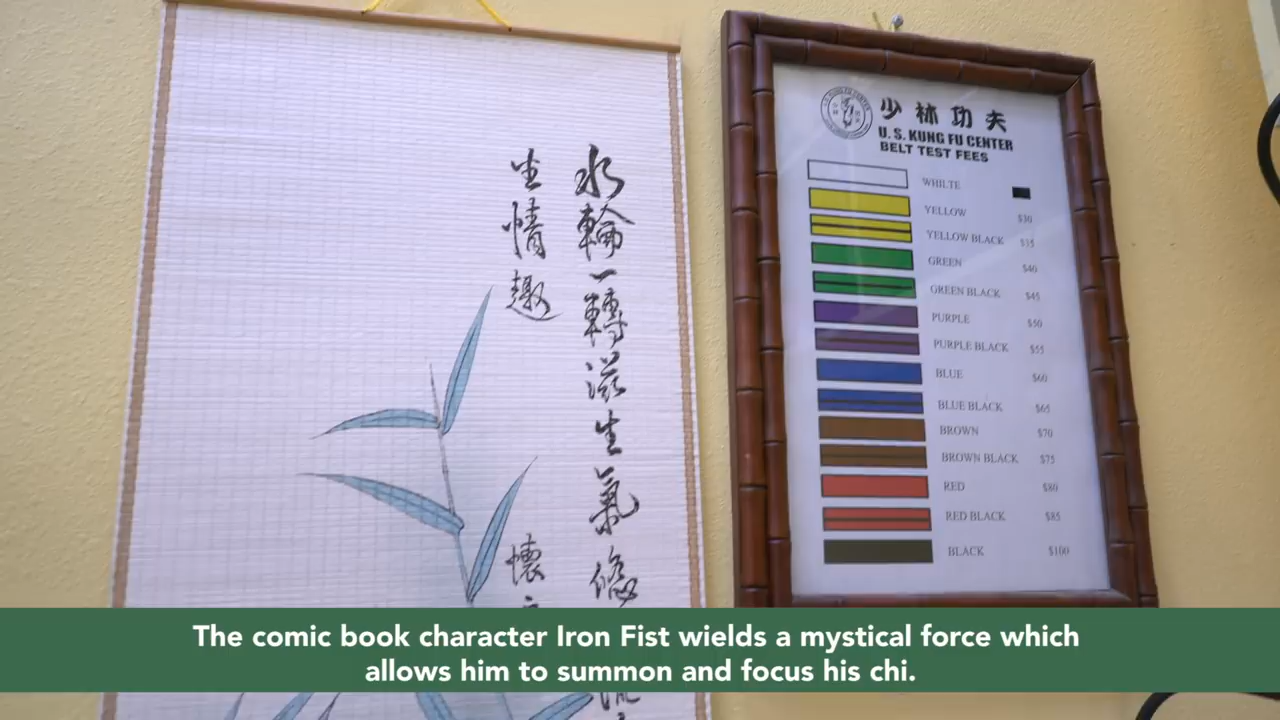 水輪一轉滋生氣
生情趣
懷
少林功夫
U. S. KUNG FU CENTER
BELT TEST FEES
WHILTE
YELLOW $30
YELLOW BLACK $35
GREEN $40
GREEN BLACK $45
PURPLE $50
PURPLE BLACK $55
BLUE $60
BLUE BLACK $65
BROWN $70
BROWN BLACK $75
RED $80
RED BLACK $85
BLACK $100
The comic book character Iron Fist wields a mystical force which
allows him to summon and focus his chi.